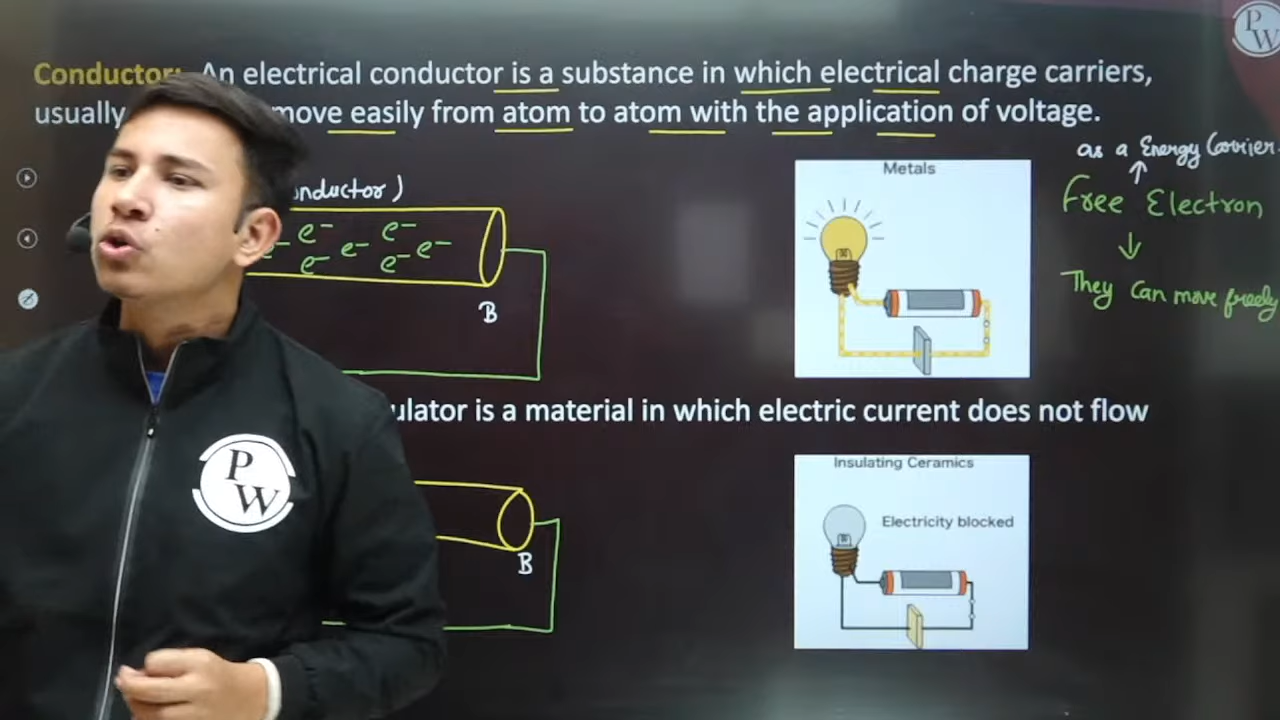 P
W
Conductor: An electrical conductor is a substance in which electrical charge carriers,
usually move easily from atom to atom with the application of voltage.
as a Energy Carrier.
Free Electron
They Can move freely
onductor)
e- e-
e- e-
e- e-
B
Metals
ulator is a material in which electric current does not flow
Insulating Ceramics
Electricity blocked
B
P
W